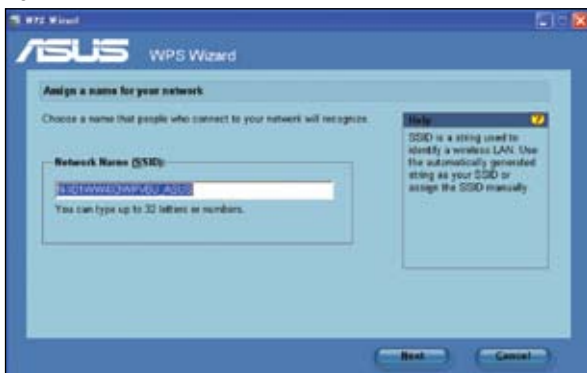 WPS Wizard
ASUS WPS Wizard
Assign a name for your network
Choose a name that people who connect to your network will recognize.
Network Name (SSID):
You can type up to 32 letters or numbers.
Help
SSID is a string used to
identify a wireless LAN. Use
the automatically generated
string as your SSID or
assign the SSID manually
Next
Cancel